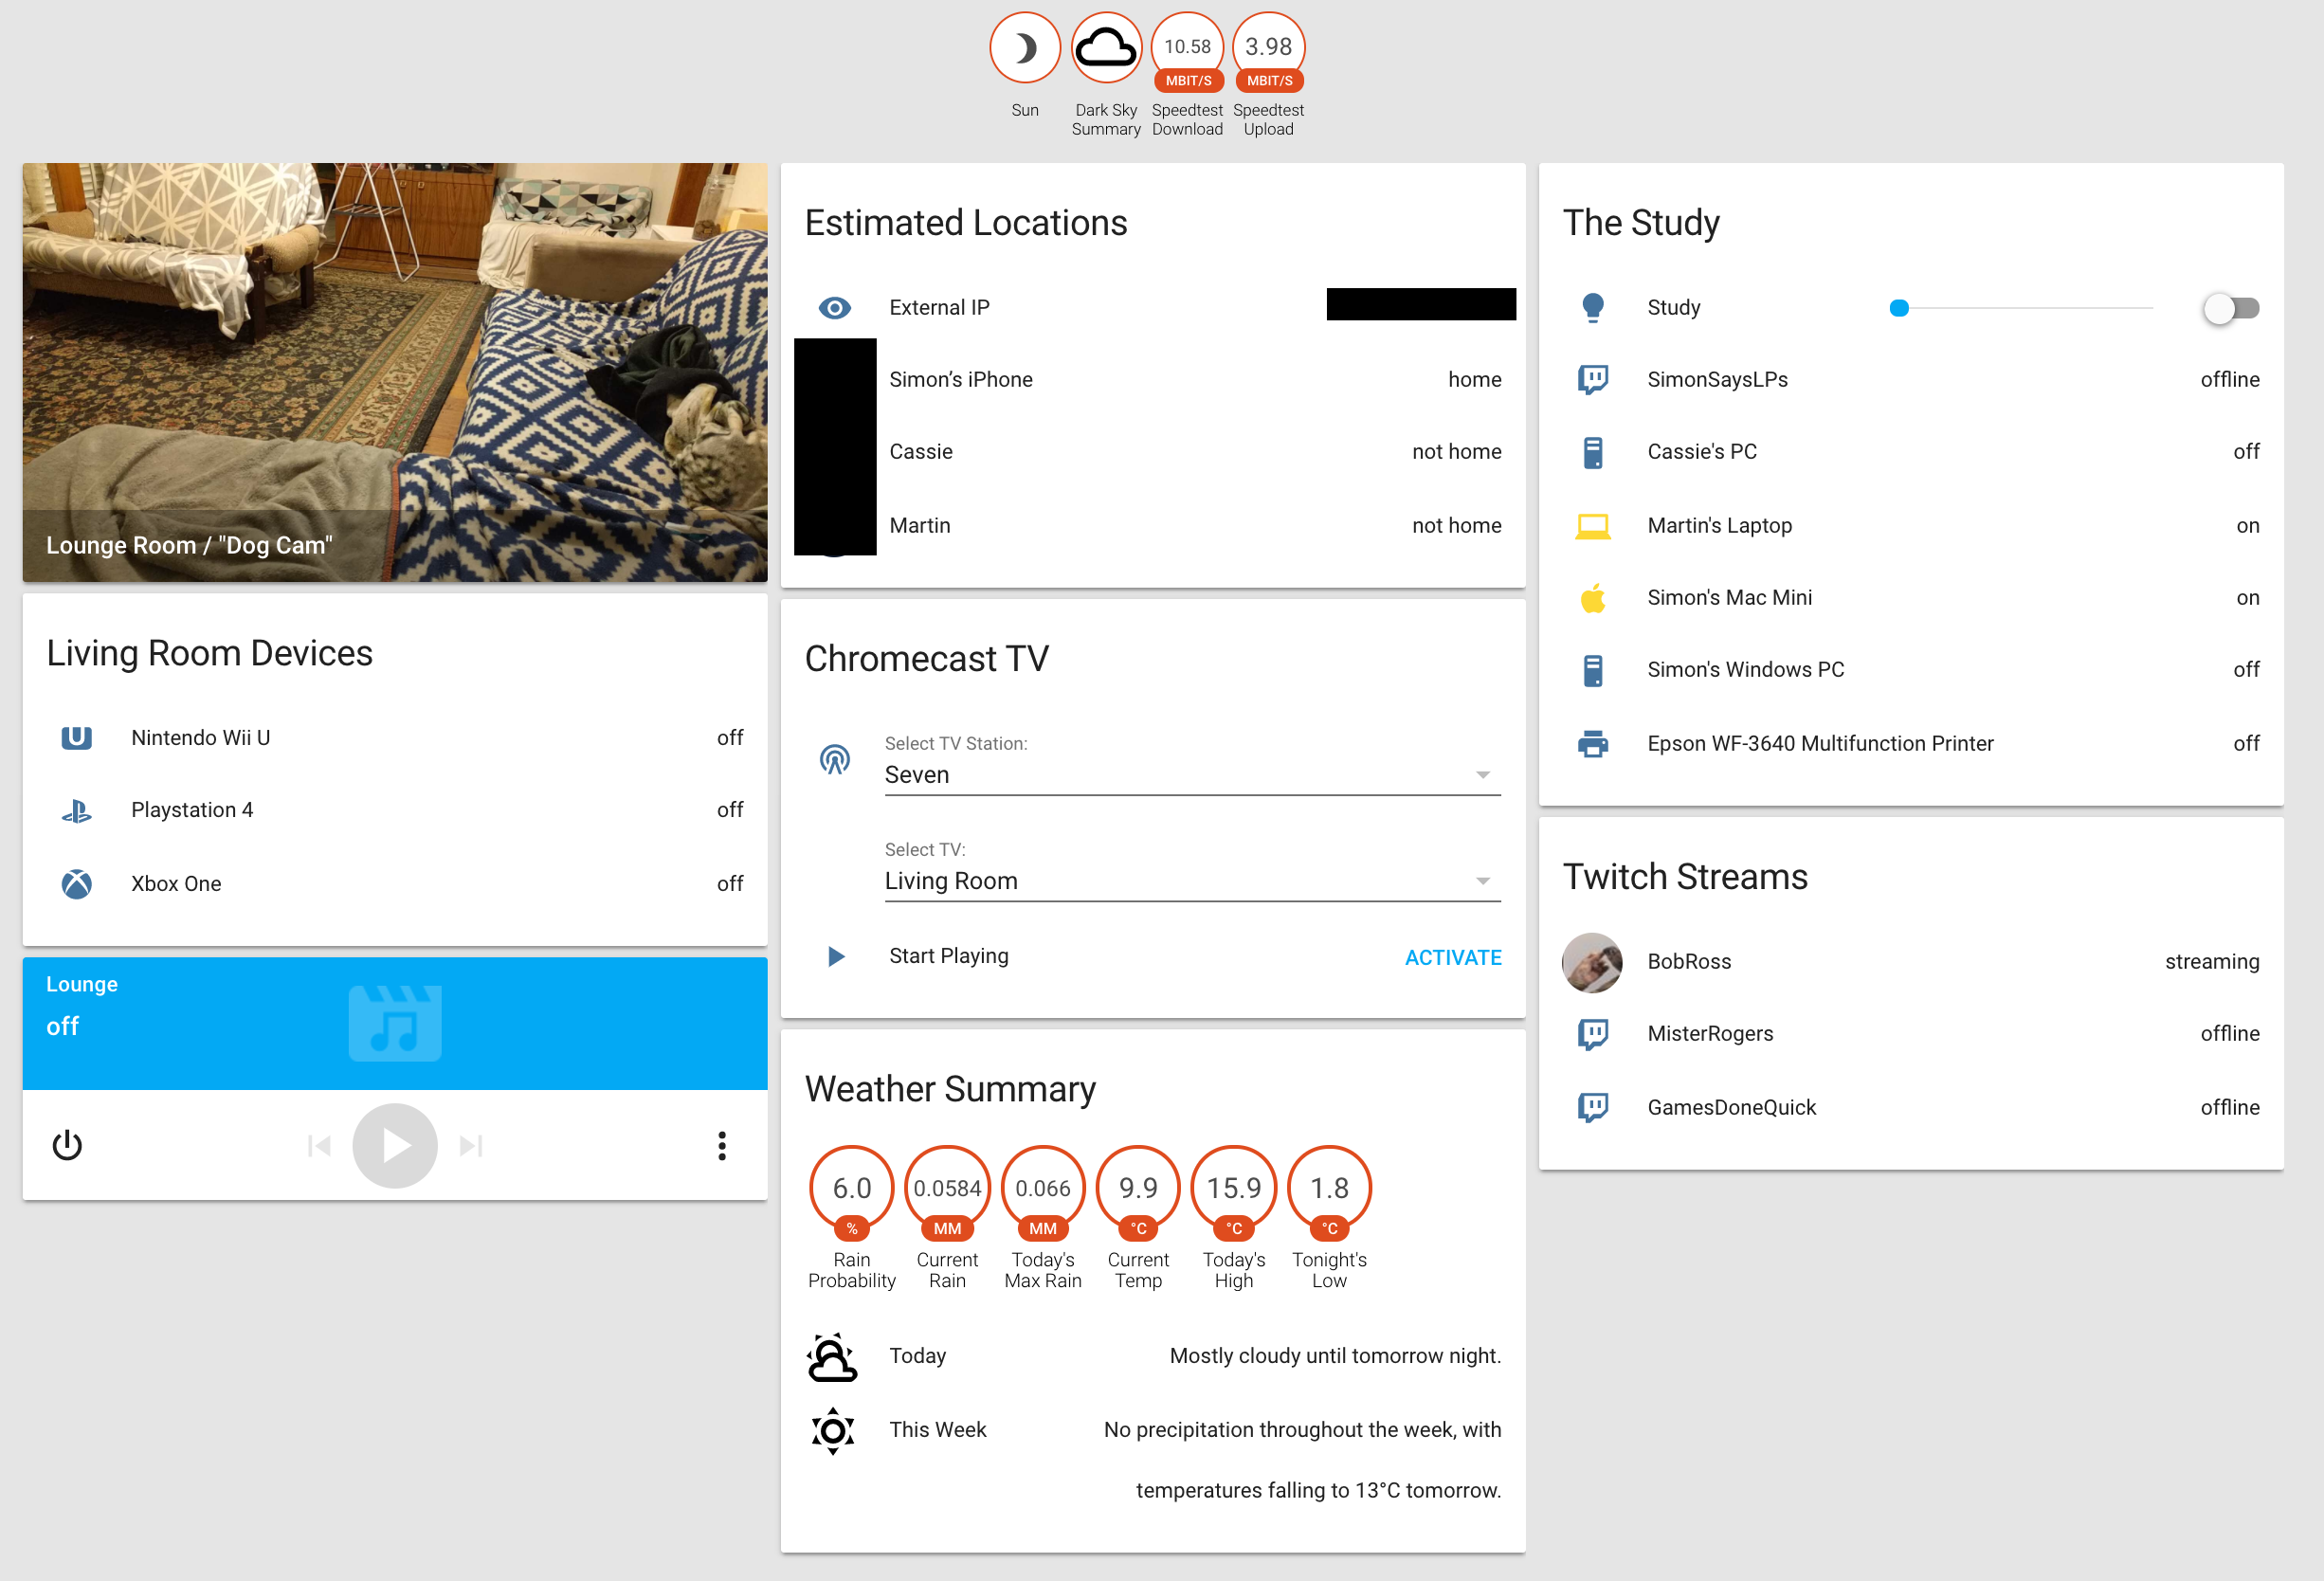 10.58
3.98
MBIT/S
MBIT/S
Sun
Dark Sky
Summary
Speedtest
Download
Speedtest
Upload
Lounge Room / "Dog Cam"
Living Room Devices
Nintendo Wii U off
Playstation 4 off
Xbox One off
Lounge
off
Estimated Locations
External IP
Simon’s iPhone home
Cassie not home
Martin not home
Chromecast TV
Select TV Station:
Seven
Select TV:
Living Room
Start Playing ACTIVATE
Weather Summary
6.0
%
Rain
Probability
0.0584
MM
Current
Rain
0.066
MM
Today's
Max Rain
9.9
°C
Current
Temp
15.9
°C
Today's
High
1.8
°C
Tonight's
Low
Today Mostly cloudy until tomorrow night.
This Week No precipitation throughout the week, with
temperatures falling to 13°C tomorrow.
The Study
Study
SimonSaysLPs offline
Cassie's PC off
Martin's Laptop on
Simon's Mac Mini on
Simon's Windows PC off
Epson WF-3640 Multifunction Printer off
Twitch Streams
BobRoss streaming
MisterRogers offline
GamesDoneQuick offline